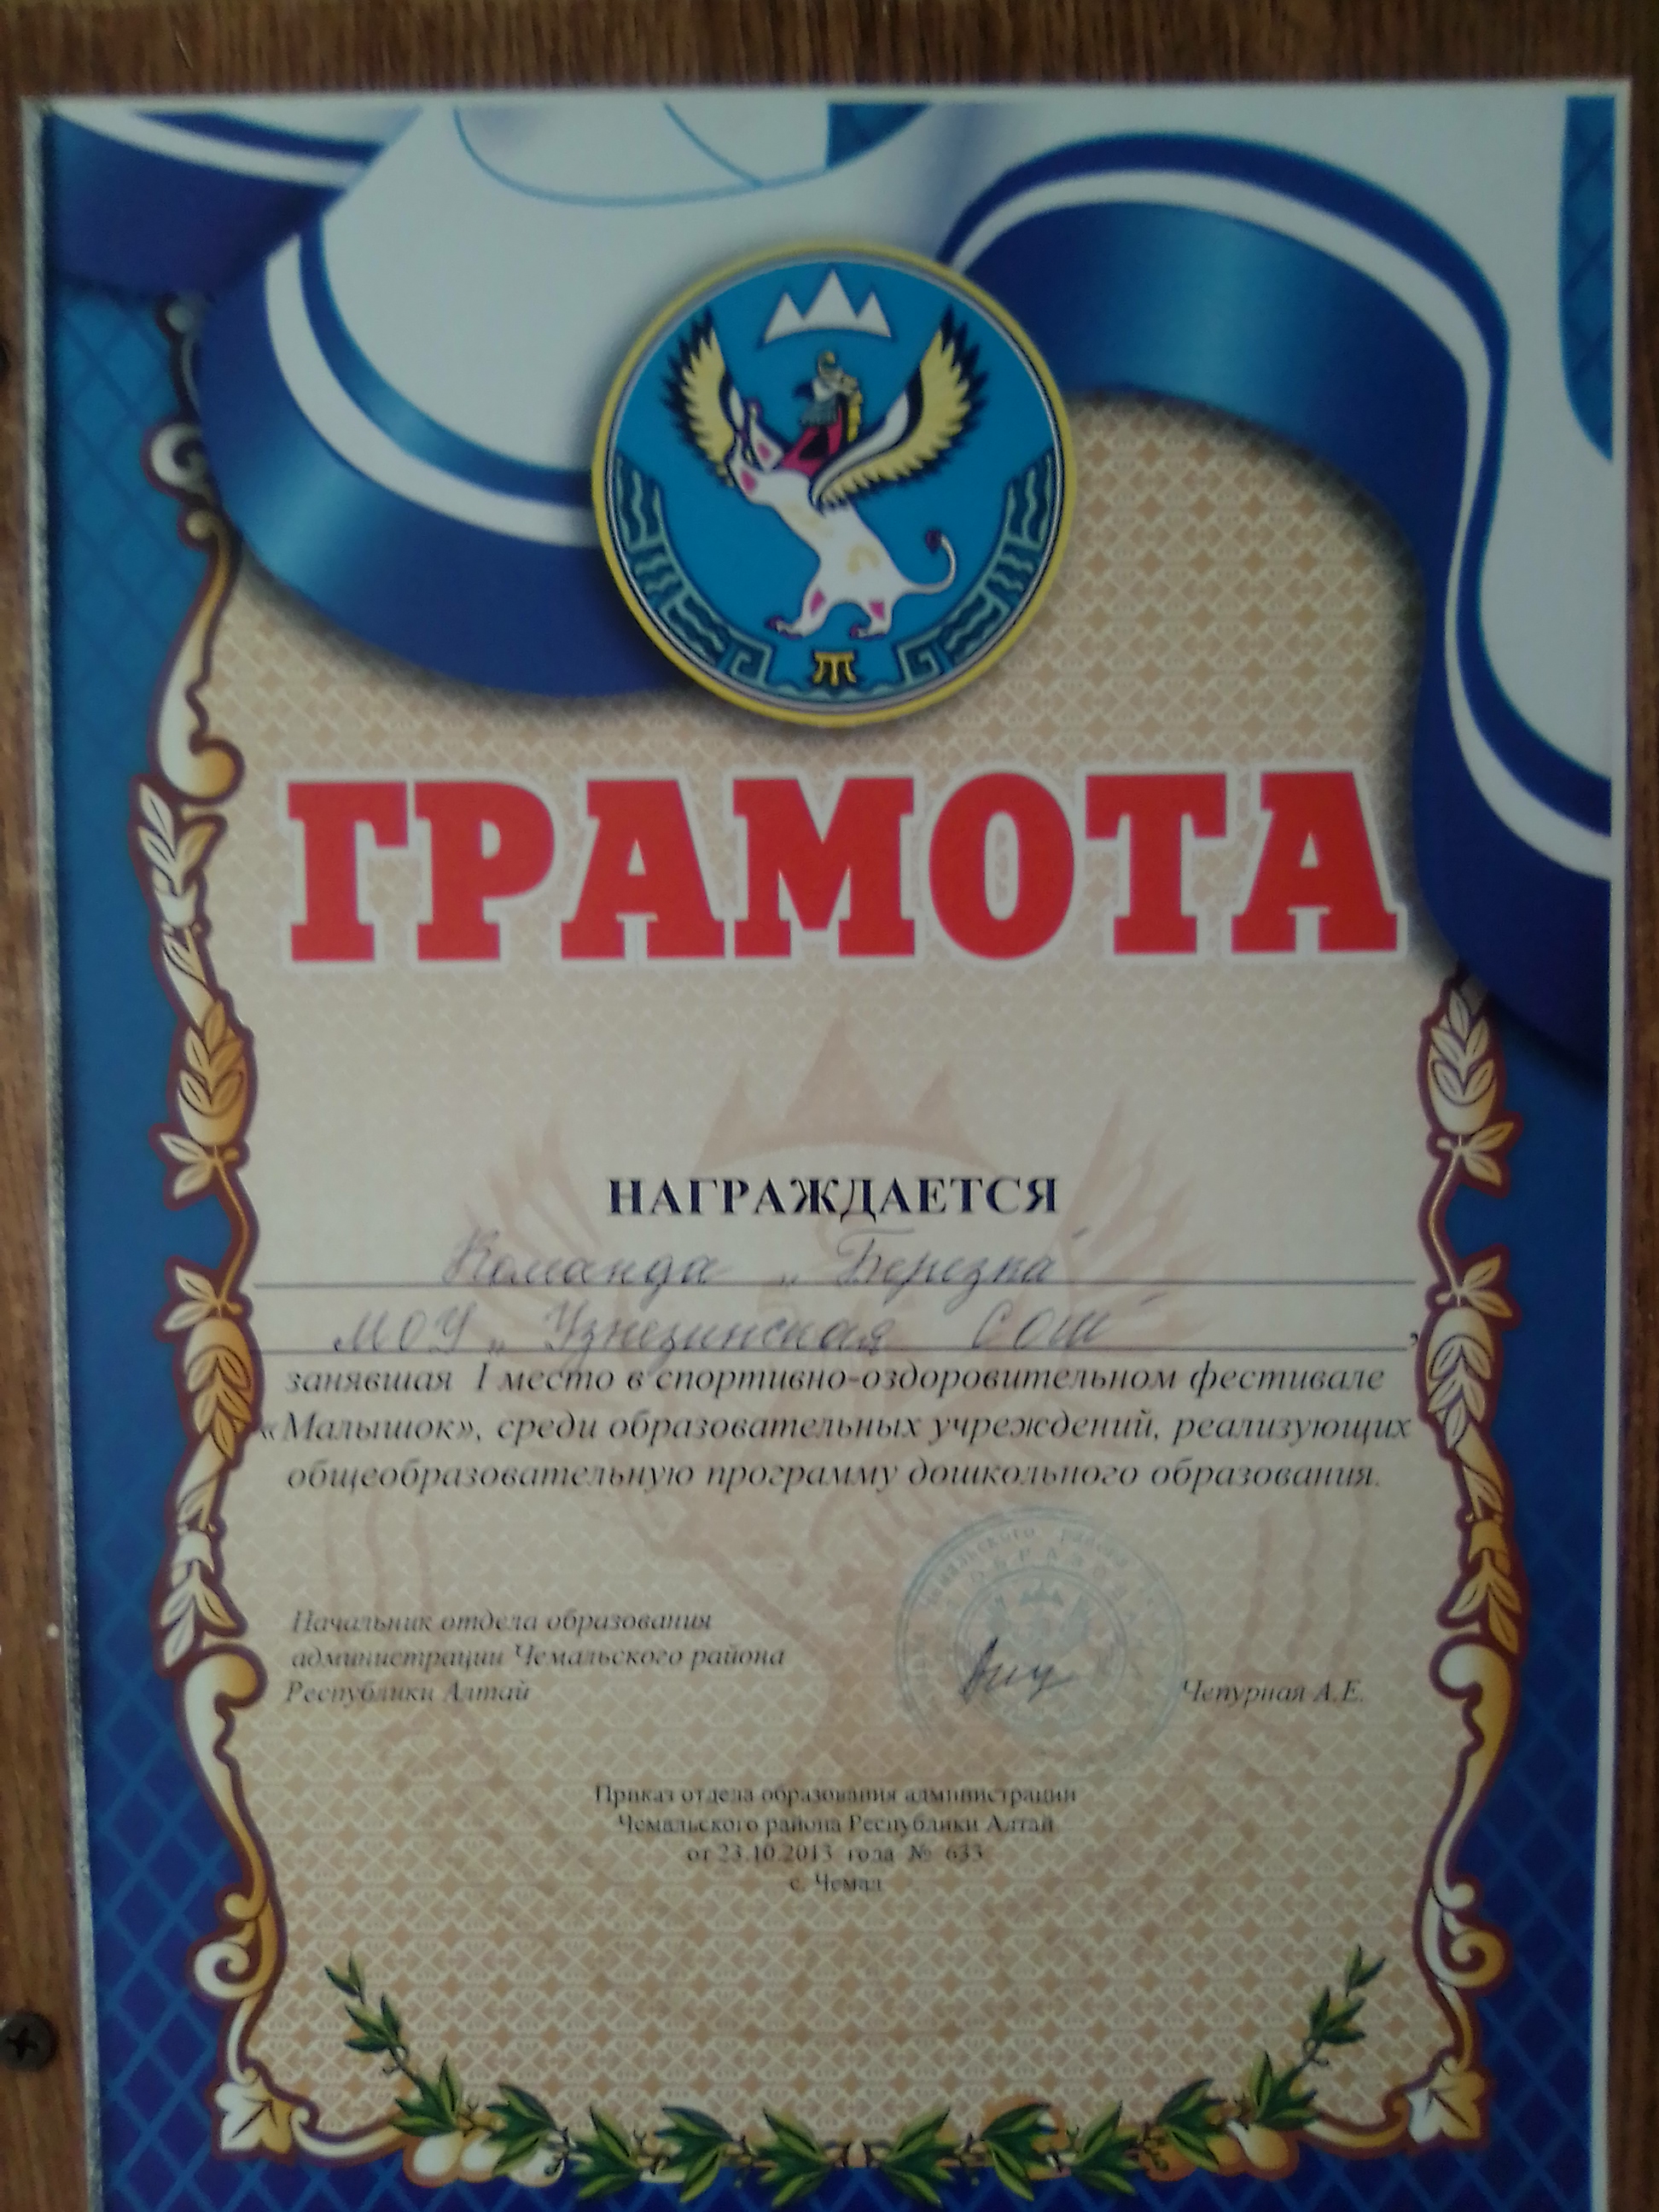 ГРАМОТА
НАГРАЖДАЕТСЯ
Команда „Березка"
МОУ „Узнезинская СОШ",
занявшая I место в спортивно-оздоровительном фестивале
«Малышок», среди образовательных учреждений, реализующих
общеобразовательную программу дошкольного образования.
Начальник отдела образования
администрации Чемальского района
Республики Алтай
Чепурная А.Е.
Приказ отдела образования администрации
Чемальского района Республики Алтай
от 23.10.2013 года № 633
с. Чемал